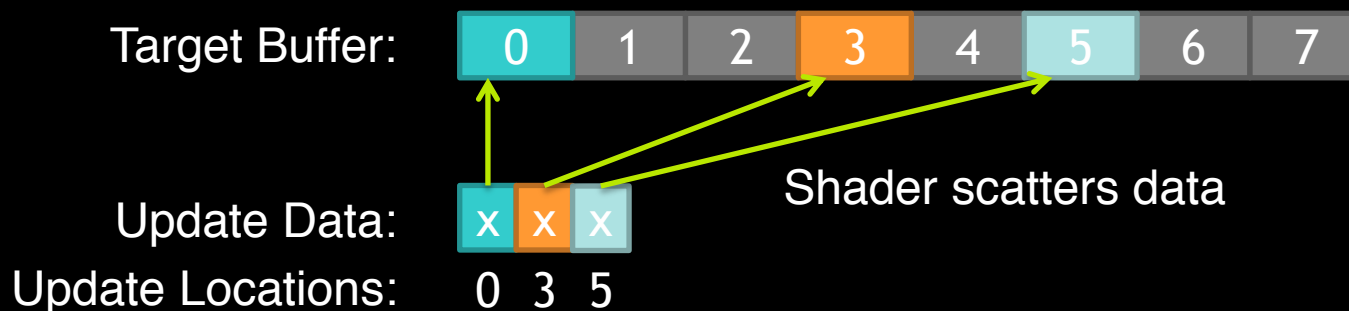 Target Buffer: 0 1 2 3 4 5 6 7
Shader scatters data
Update Data: x x x
Update Locations: 0 3 5